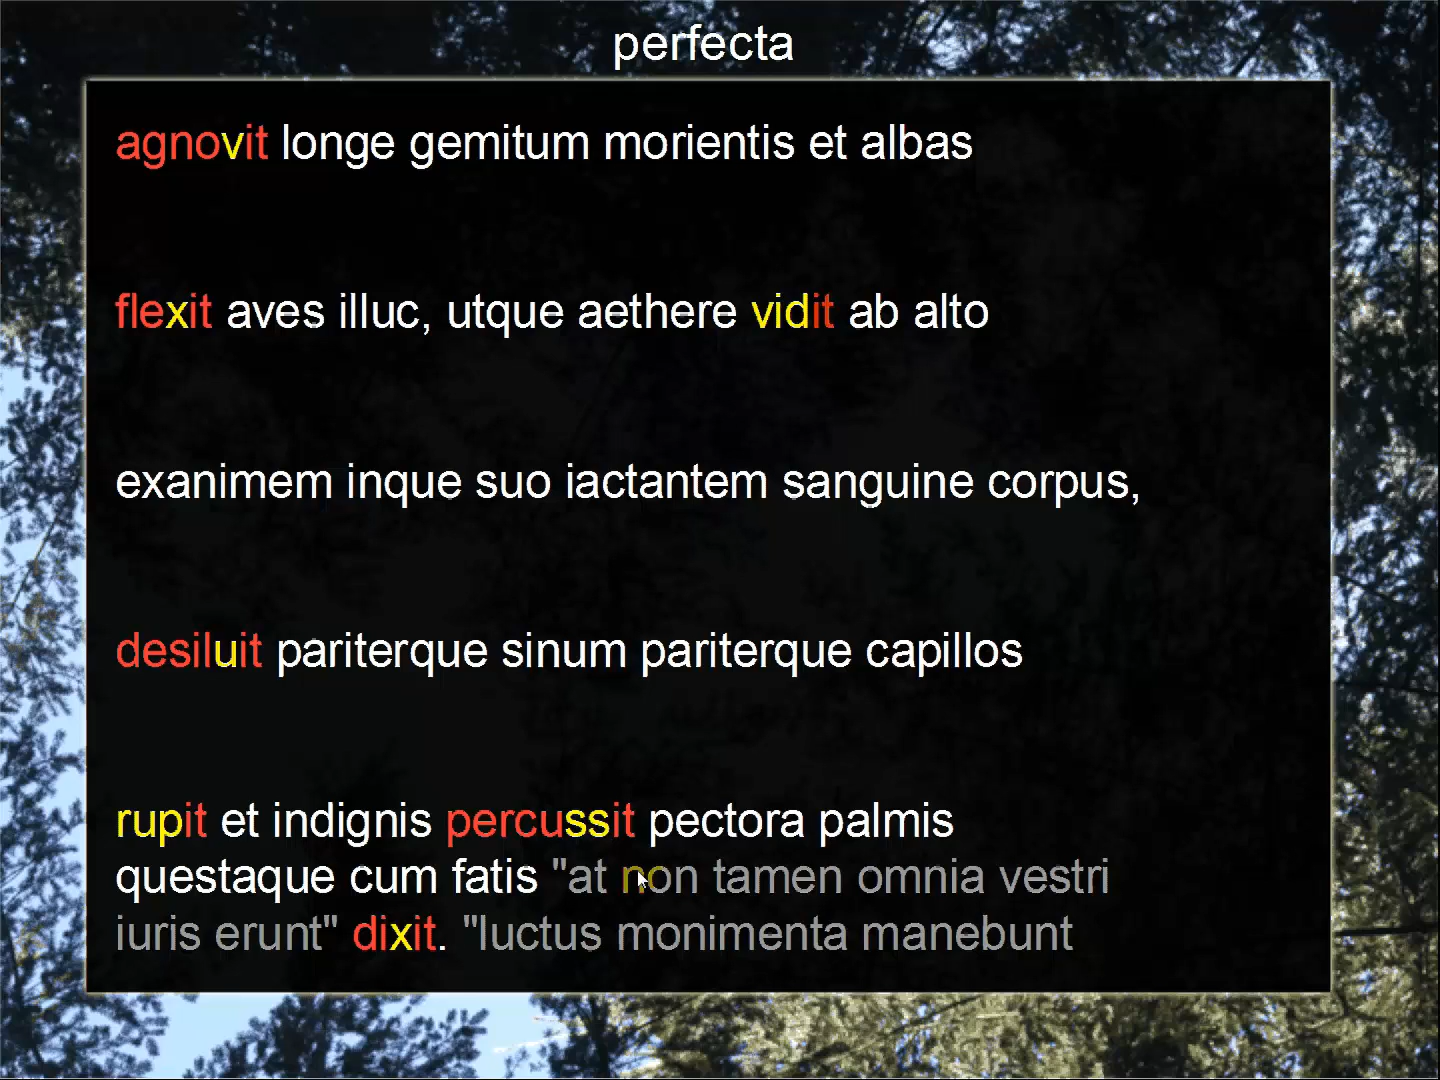 perfecta
agnovit longe gemitum morientis et albas
flexit aves illuc, utque aethere vidit ab alto
exanimem inque suo iactantem sanguine corpus,
desiluit pariterque sinum pariterque capillos
rupit et indignis percussit pectora palmis
questaque cum fatis "at non tamen omnia vestri
iuris erunt" dixit. "luctus monimenta manebunt